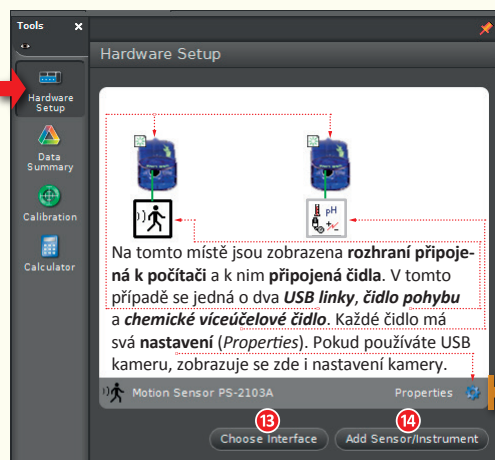 Tools x
Hardware Setup
Hardware
Setup
Data
Summary
Calibration
Calculator
pH
Na tomto místě jsou zobrazena rozhraní připoje-
ná k počítači a k nim připojená čidla. V tomto
případě se jedná o dva USB linky, čidlo pohybu
a chemické víceúčelové čidlo. Každé čidlo má
svá nastavení (Properties). Pokud používáte USB
kameru, zobrazuje se zde i nastavení kamery.
Motion Sensor PS-2103A Properties
13 14
Choose Interface Add Sensor/Instrument